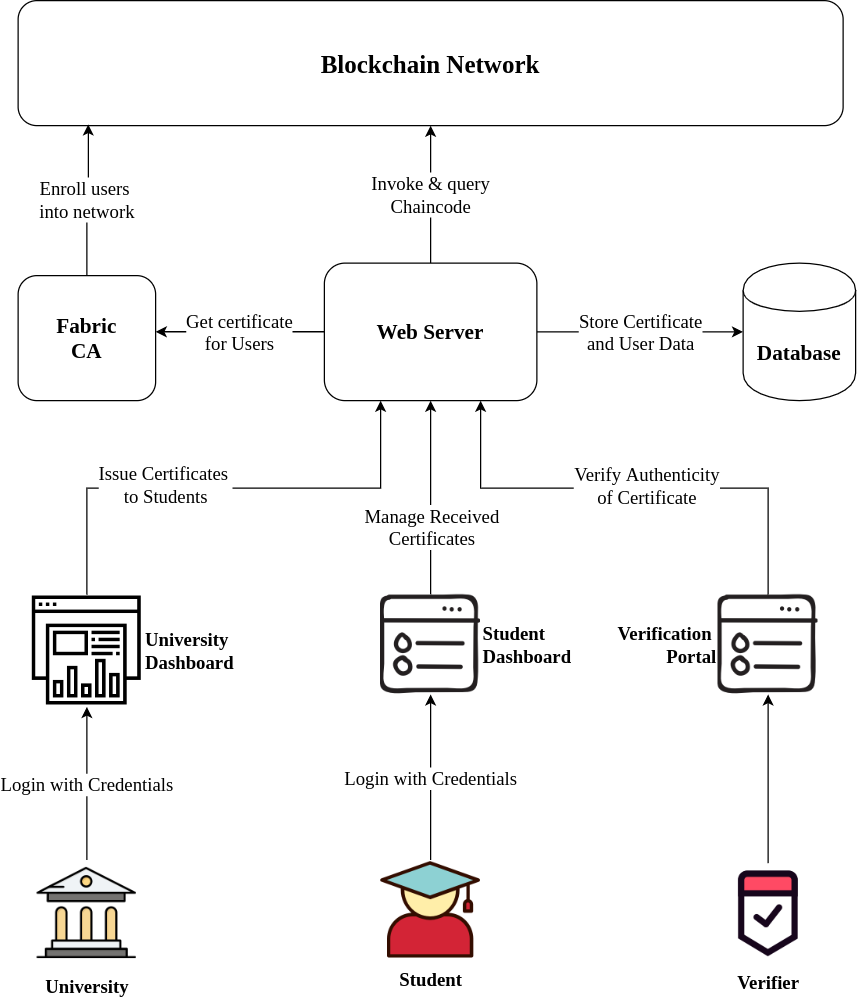 Blockchain Network
Enroll users
into network
Invoke & query
Chaincode
Fabric
CA
Get certificate
for Users
Web Server
Store Certificate
and User Data
Database
Issue Certificates
to Students
Manage Received
Certificates
Verify Authenticity
of Certificate
University
Dashboard
Student
Dashboard
Verification
Portal
Login with Credentials
Login with Credentials
University
Student
Verifier